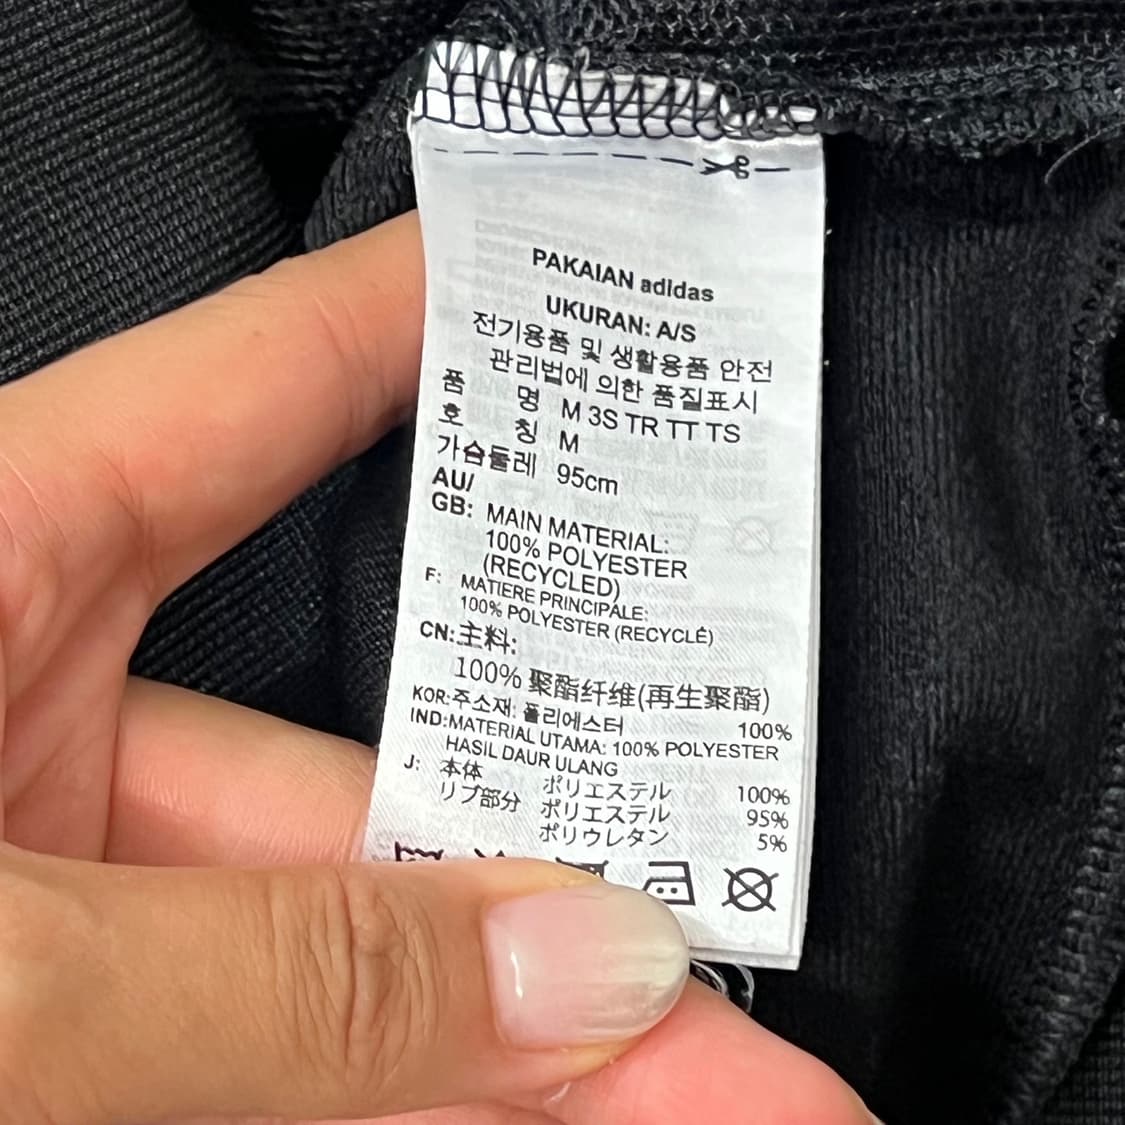 PAKAIAN adidas
UKURAN: A/S
전기용품 및 생활용품 안전
관리법에 의한 품질표시
품 명 M 3S TR TT TS
호 칭 M
가슴둘레 95cm
AU/
GB: MAIN MATERIAL:
100% POLYESTER
(RECYCLED)
F: MATIERE PRINCIPALE:
100% POLYESTER (RECYCLÉ)
CN:主料:
100% 聚酯纤维(再生聚酯)
KOR:주소재: 폴리에스터 100%
IND:MATERIAL UTAMA: 100% POLYESTER
HASIL DAUR ULANG
J: 本体 ポリエステル 100%
リブ部分 ポリエステル 95%
ポリウレタン 5%